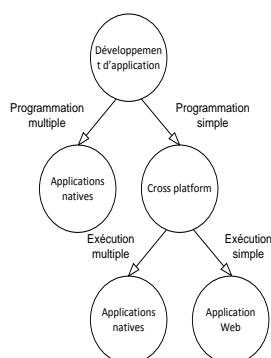 Développemen
t d'application
Programmation
multiple
Programmation
simple
Applications
natives
Cross platform
Exécution
multiple
Exécution
simple
Applications
natives
Application
Web